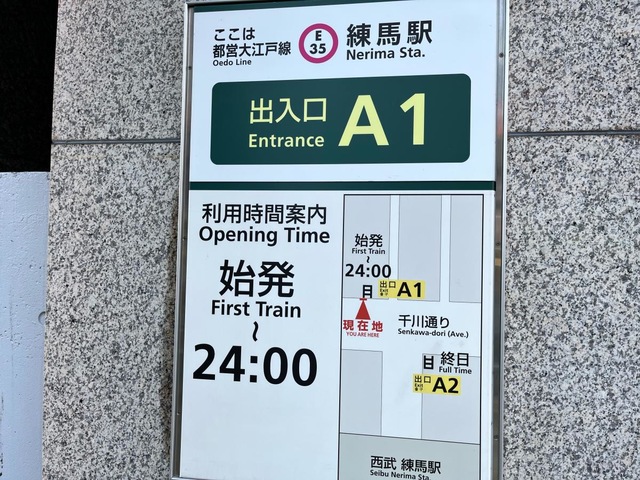 ここは
都営大江戸線
Oedo Line
E
35
練馬駅
Nerima Sta.
出入口
Entrance
A1
利用時間案内
Opening Time
始発
First Train
~
24:00
始発
First Train
~
24:00
出口
Exit
A1
現在地
YOU ARE HERE
千川通り
Senkawa-dori (Ave.)
終日
Full Time
出口
Exit
A2
西武 練馬駅
Seibu Nerima Sta.